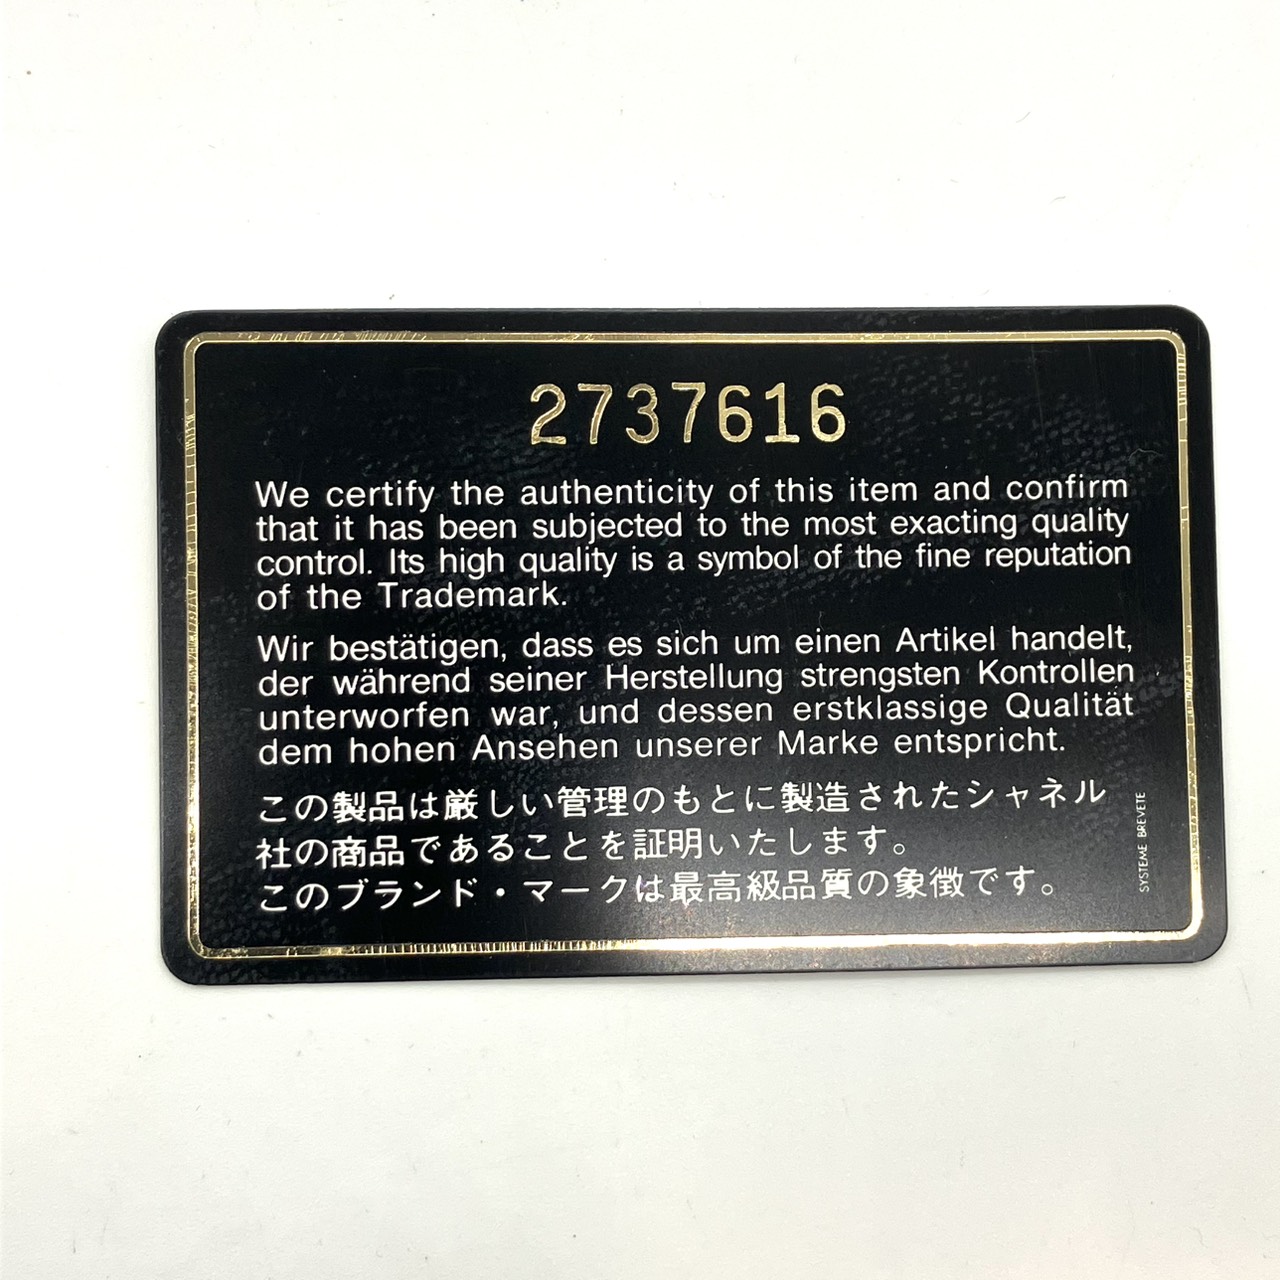 2737616
We certify the authenticity of this item and confirm
that it has been subjected to the most exacting quality
control. Its high quality is a symbol of the fine reputation
of the Trademark.
Wir bestätigen, dass es sich um einen Artikel handelt,
der während seiner Herstellung strengsten Kontrollen
unterworfen war, und dessen erstklassige Qualität
dem hohen Ansehen unserer Marke entspricht.
この製品は厳しい管理のもとに製造されたシャネル
社の商品であることを証明いたします。
このブランド・マークは最高級品質の象徴です。
SYSTEME BREVETE